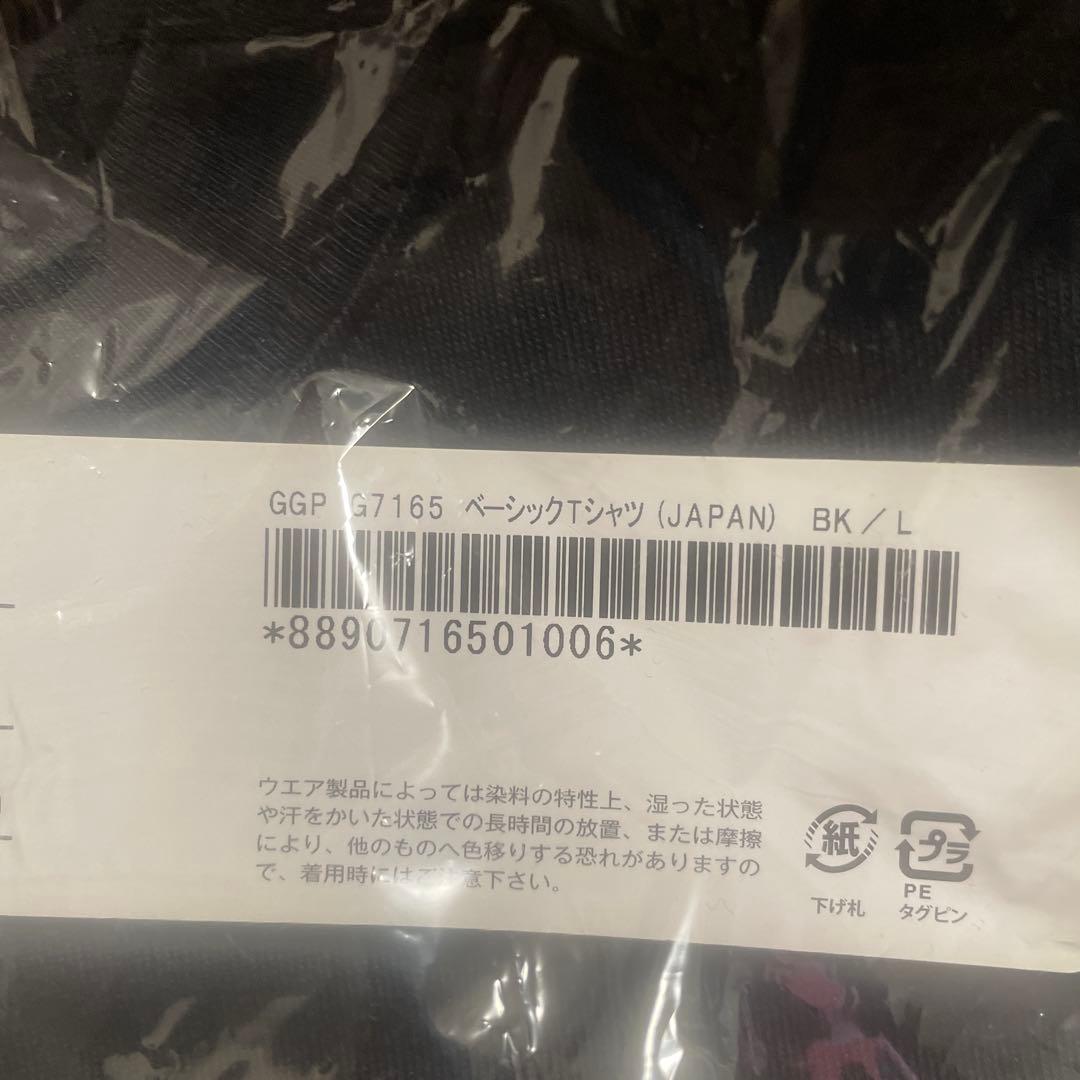 GGP G7165 ベーシックTシャツ (JAPAN) BK／L
*8890716501006*
ウエア製品によっては染料の特性上、湿った状態
や汗をかいた状態での長時間の放置、または摩擦
により、他のものへ色移りする恐れがありますの
で、着用時にはご注意下さい。
紙
下げ札
プラ
PE
タグピン